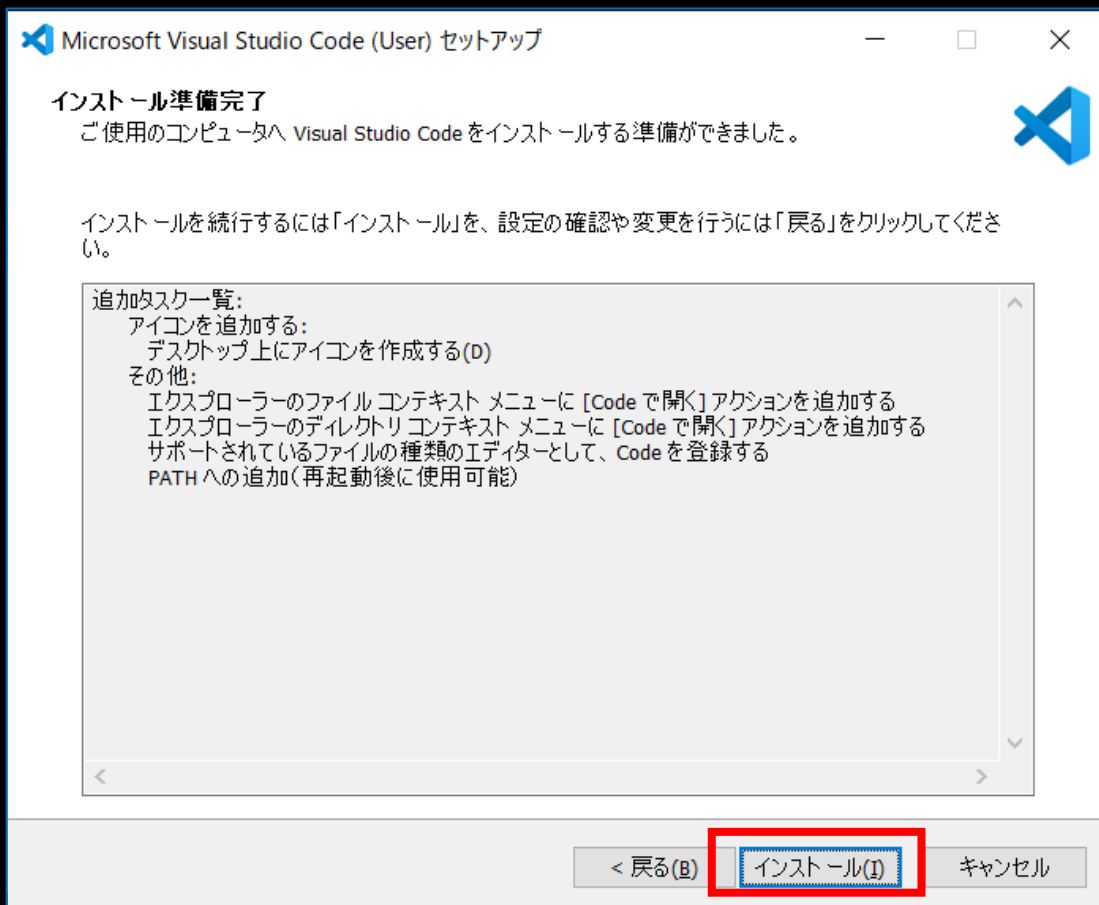 Microsoft Visual Studio Code (User) セットアップ
インストール準備完了
ご使用のコンピュータへ Visual Studio Code をインストールする準備ができました。
インストールを続行するには「インストール」を、設定の確認や変更を行うには「戻る」をクリックしてくださ
い。
追加タスク一覧:
アイコンを追加する:
デスクトップ上にアイコンを作成する(D)
その他:
エクスプローラーのファイル コンテキスト メニューに [Code で開く] アクションを追加する
エクスプローラーのディレクトリ コンテキスト メニューに [Code で開く] アクションを追加する
サポートされているファイルの種類のエディターとして、Code を登録する
PATH への追加(再起動後に使用可能)
< 戻る(B) インストール(I) キャンセル